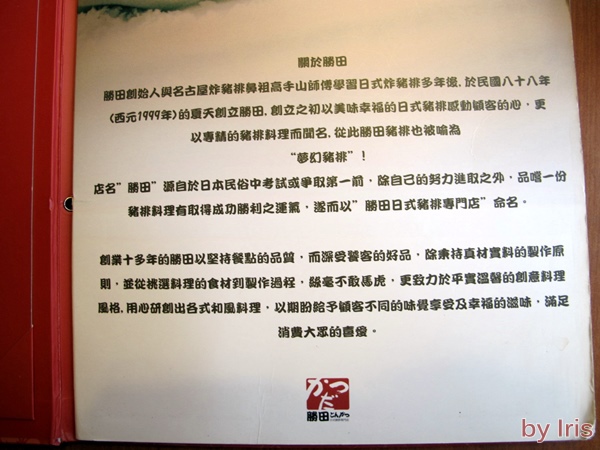 關於勝田
勝田創始人與名古屋炸豬排鼻祖高手山師傅學習日式炸豬排多年後,於民國八十八年
(西元1999年)的夏天創立勝田,創立之初以美味幸福的日式豬排感動顧客的心,更
以專精的豬排料理而聞名,從此勝田豬排也被喻為
“夢幻豬排”!
店名”勝田”源自於日本民俗中考試或爭取第一前,除自己的努力進取之外,品嚐一份
豬排料理有取得成功勝利之運氣,遂而以”勝田日式豬排專門店”命名。
創業十多年的勝田以堅持餐點的品質,而深受饕客的好品,除秉持真材實料的製作原
則,並從挑選料理的食材到製作過程,絲毫不敢馬虎,更致力於平實溫馨的創意料理
風格,用心研創出各式和風料理,以期盼給予顧客不同的味覺享受及幸福的滋味,滿足
消費大眾的喜愛。
かつだ
勝田 とんかつ
by Iris